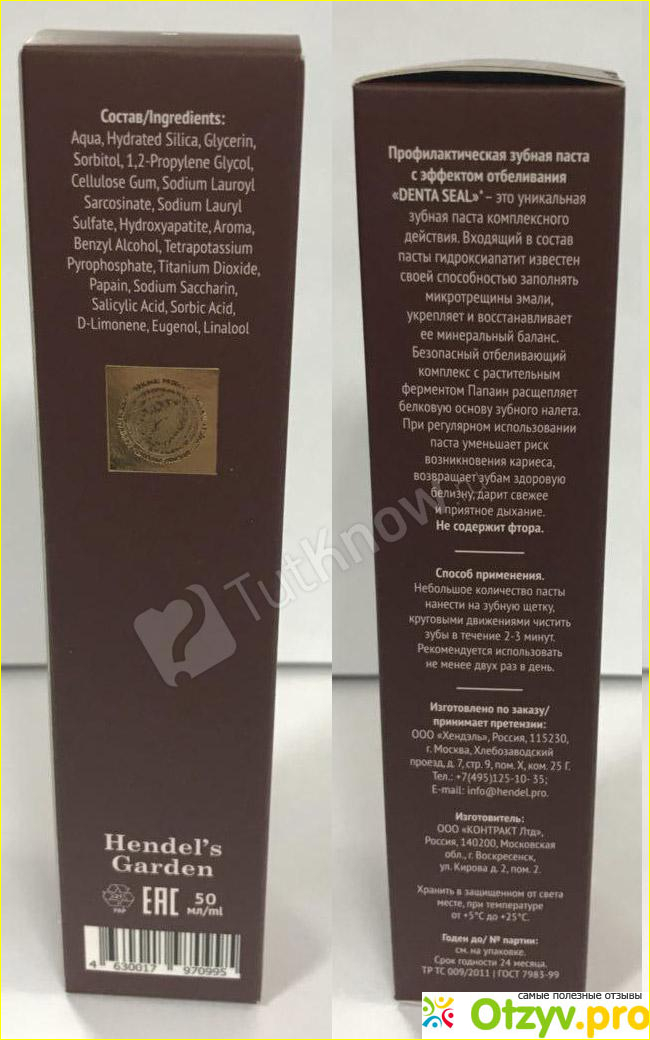 Состав/Ingredients:
Aqua, Hydrated Silica, Glycerin,
Sorbitol, 1,2-Propylene Glycol,
Cellulose Gum, Sodium Lauroyl
Sarcosinate, Sodium Lauryl
Sulfate, Hydroxyapatite, Aroma,
Benzyl Alcohol, Tetrapotassium
Pyrophosphate, Titanium Dioxide,
Papain, Sodium Saccharin,
Salicylic Acid, Sorbic Acid,
D-Limonene, Eugenol, Linalool
Hendel's
Garden
PAP
EAC
50
мл/ml
4 630017 970995
Профилактическая зубная паста
с эффектом отбеливания
«DENTA SEAL»* – это уникальная
зубная паста комплексного
действия. Входящий в состав
пасты гидроксиапатит известен
своей способностью заполнять
микротрещины эмали,
укрепляет и восстанавливает
ее минеральный баланс.
Безопасный отбеливающий
комплекс с растительным
ферментом Папаин расщепляет
белковую основу зубного налета.
При регулярном использовании
паста уменьшает риск
возникновения кариеса,
возвращает зубам здоровую
белизну, дарит свежее
и приятное дыхание.
Не содержит фтора.
Способ применения.
Небольшое количество пасты
нанести на зубную щетку,
круговыми движениями чистить
зубы в течение 2-3 минут.
Рекомендуется использовать
не менее двух раз в день.
Изготовлено по заказу/
принимает претензии:
ООО «Хендэль», Россия, 115230,
г. Москва, Хлебозаводский
проезд, д. 7, стр. 9, пом. X, ком. 25 Г.
Тел.: +7(495)125-10- 35;
E-mail: info@hendel.pro.
Изготовитель:
ООО «КОНТРАКТ Лтд»,
Россия, 140200, Московская
обл., г. Воскресенск,
ул. Кирова д. 2, пом. 2.
Хранить в защищенном от света
месте, при температуре
от +5°С до +25°С.
Годен до/ № партии:
см. на упаковке.
Срок годности 24 месяца.
ТР ТС 009/2011 | ГОСТ 7983-99
TutKnow.ru
самые полезные отзывы
Otzyv.pro